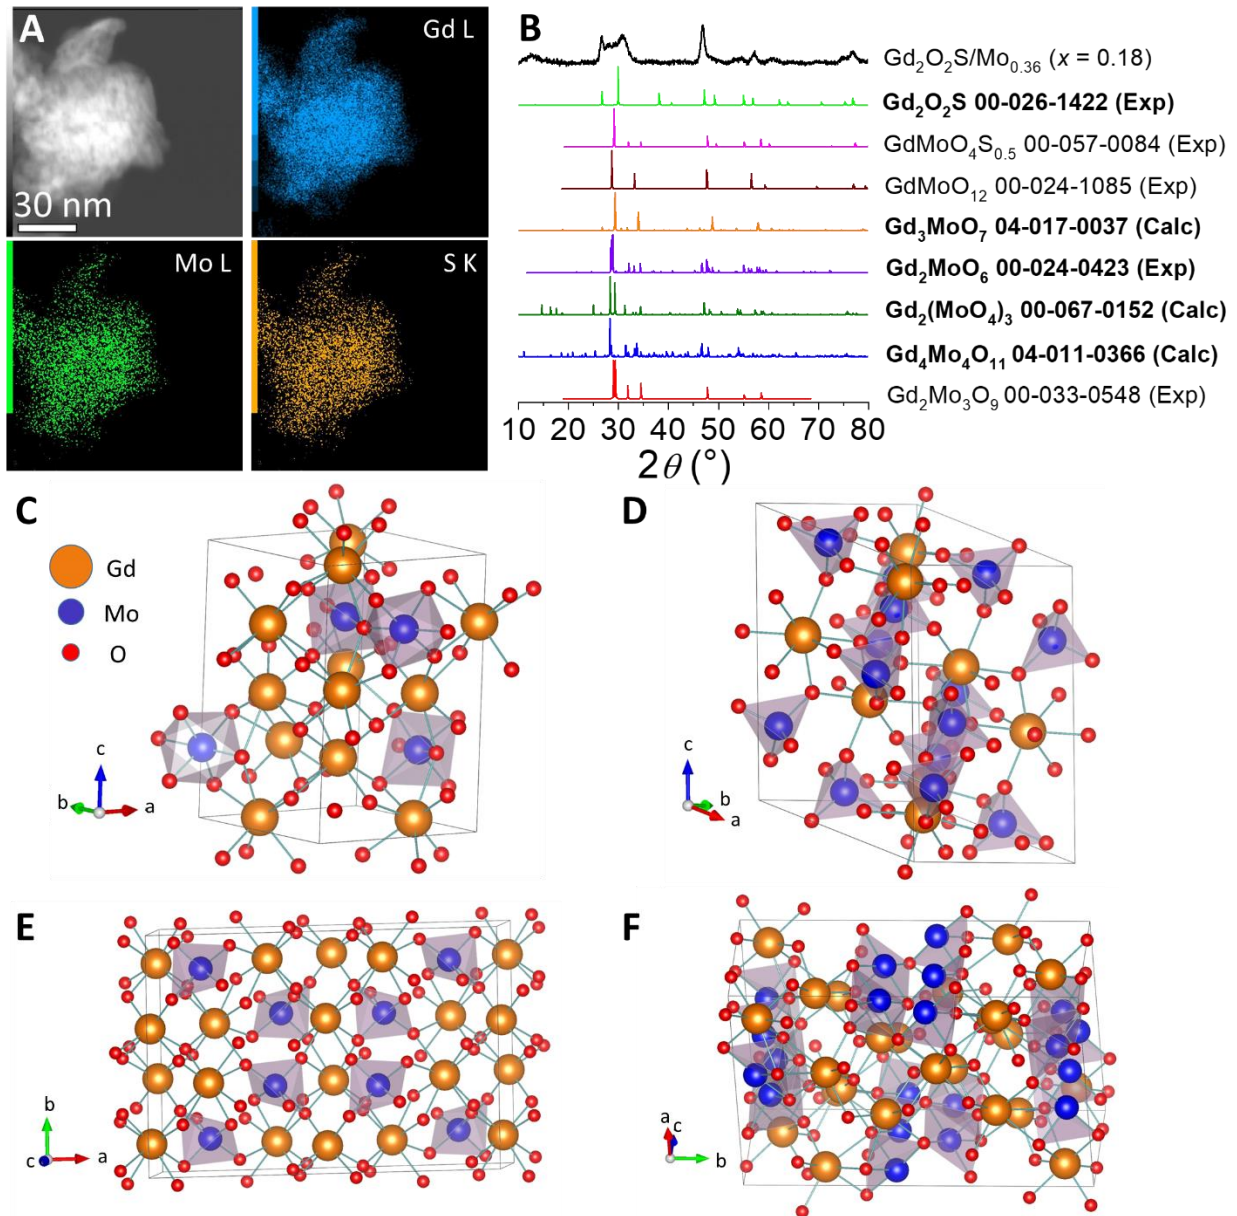 A
Gd L
30 nm
Mo L
S K
B
Gd₂O₂S/Mo₀.₃₆ (x = 0.18)
Gd₂O₂S 00-026-1422 (Exp)
GdMoO₄S₀.₅ 00-057-0084 (Exp)
GdMoO₁₂ 00-024-1085 (Exp)
Gd₃MoO₇ 04-017-0037 (Calc)
Gd₂MoO₆ 00-024-0423 (Exp)
Gd₂(MoO₄)₃ 00-067-0152 (Calc)
Gd₄Mo₄O₁₁ 04-011-0366 (Calc)
Gd₂Mo₃O₉ 00-033-0548 (Exp)
10 20 30 40 50 60 70 80
2θ (°)
C
Gd
Mo
O
c
b
a
D
c
b
a
E
b
c
a
F
a
c
b